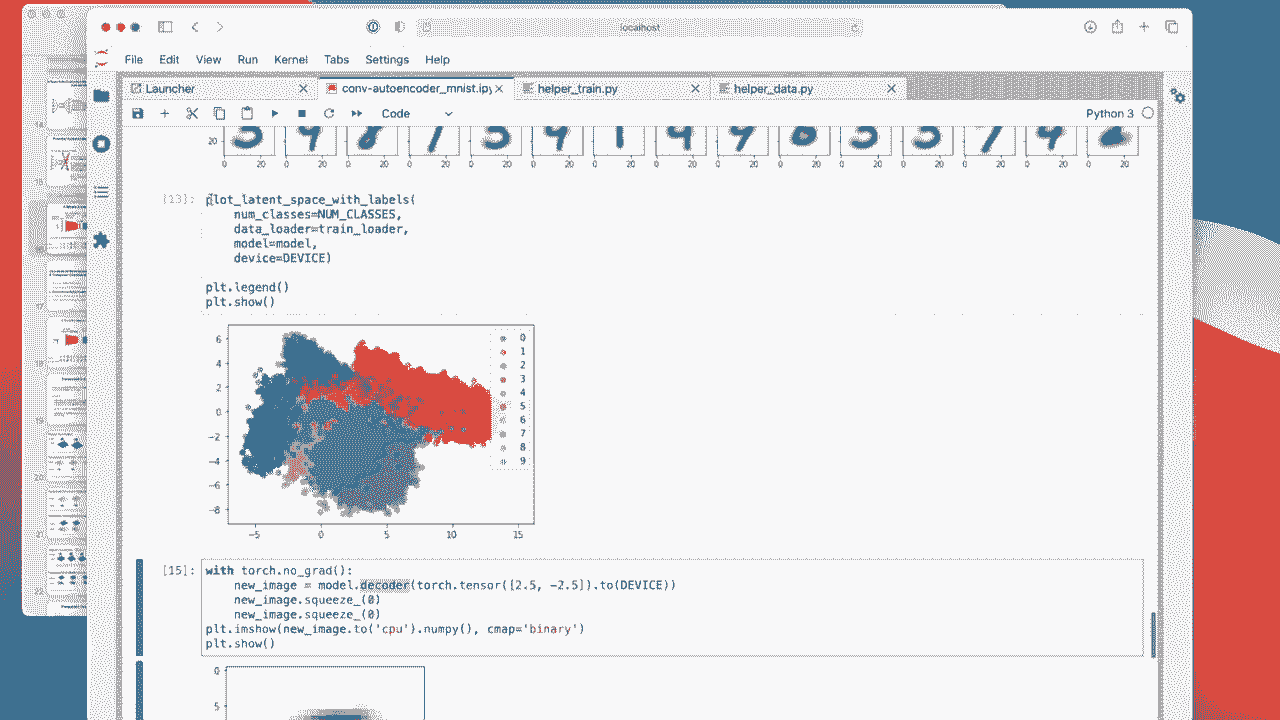 localhost
File Edit View Run Kernel Tabs Settings Help
Launcher conv-autoencoder_mnist.ipy helper_train.py helper_data.py
Code Python 3
20
0 20 0 20 0 20 0 20 0 20 0 20 0 20 0 20 0 20 0 20 0 20 0 20 0 20 0 20 0 20
[13]: plot_latent_space_with_labels(
num_classes=NUM_CLASSES,
data_loader=train_loader,
model=model,
device=DEVICE)
plt.legend()
plt.show()
6
4
2
0
−2
−4
−6
−8
−5 0 5 10 15
0
1
2
3
4
5
6
7
8
9
[15]: with torch.no_grad():
new_image = model.decoder(torch.tensor([2.5, -2.5]).to(DEVICE))
new_image.squeeze_(0)
new_image.squeeze_(0)
plt.imshow(new_image.to('cpu').numpy(), cmap='binary')
plt.show()
0
5